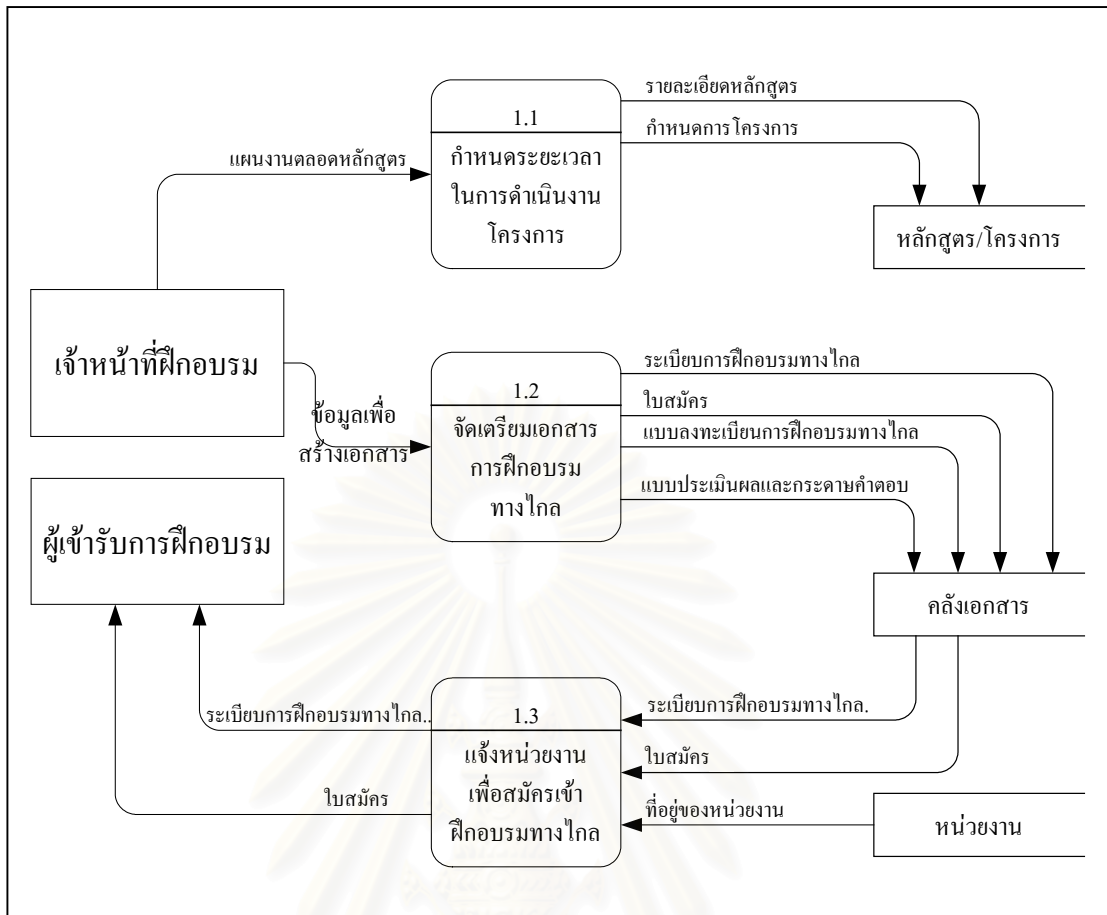 รายละเอียดหลักสูตร
1.1
กำหนดการโครงการ
แผนงานตลอดหลักสูตร
กำหนดระยะเวลา
ในการดำเนินงาน
โครงการ
หลักสูตร/โครงการ
เจ้าหน้าที่ฝึกอบรม
ข้อมูลเพื่อ
สร้างเอกสาร
1.2
จัดเตรียมเอกสาร
การฝึกอบรม
ทางไกล
ระเบียบการฝึกอบรมทางไกล
ใบสมัคร
แบบลงทะเบียนการฝึกอบรมทางไกล
แบบประเมินผลและกระดาษคำตอบ
ผู้เข้ารับการฝึกอบรม
คลังเอกสาร
ระเบียบการฝึกอบรมทางไกล..
ใบสมัคร
1.3
แจ้งหน่วยงาน
เพื่อสมัครเข้า
ฝึกอบรมทางไกล
ระเบียบการฝึกอบรมทางไกล.
ใบสมัคร
ที่อยู่ของหน่วยงาน
หน่วยงาน